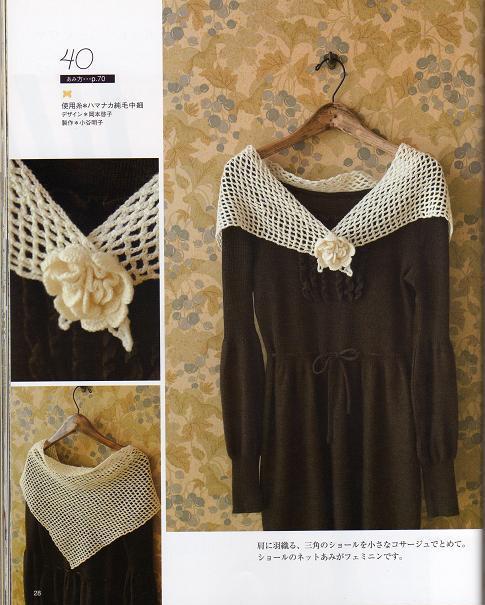 40
あみ方･･･p.70
使用糸＊ハマナカ純毛中細
デザイン＊岡本啓子
製作＊小谷明子
肩に羽織る、三角のショールを小さなコサージュでとめて。
ショールのネットあみがフェミニンです。
28